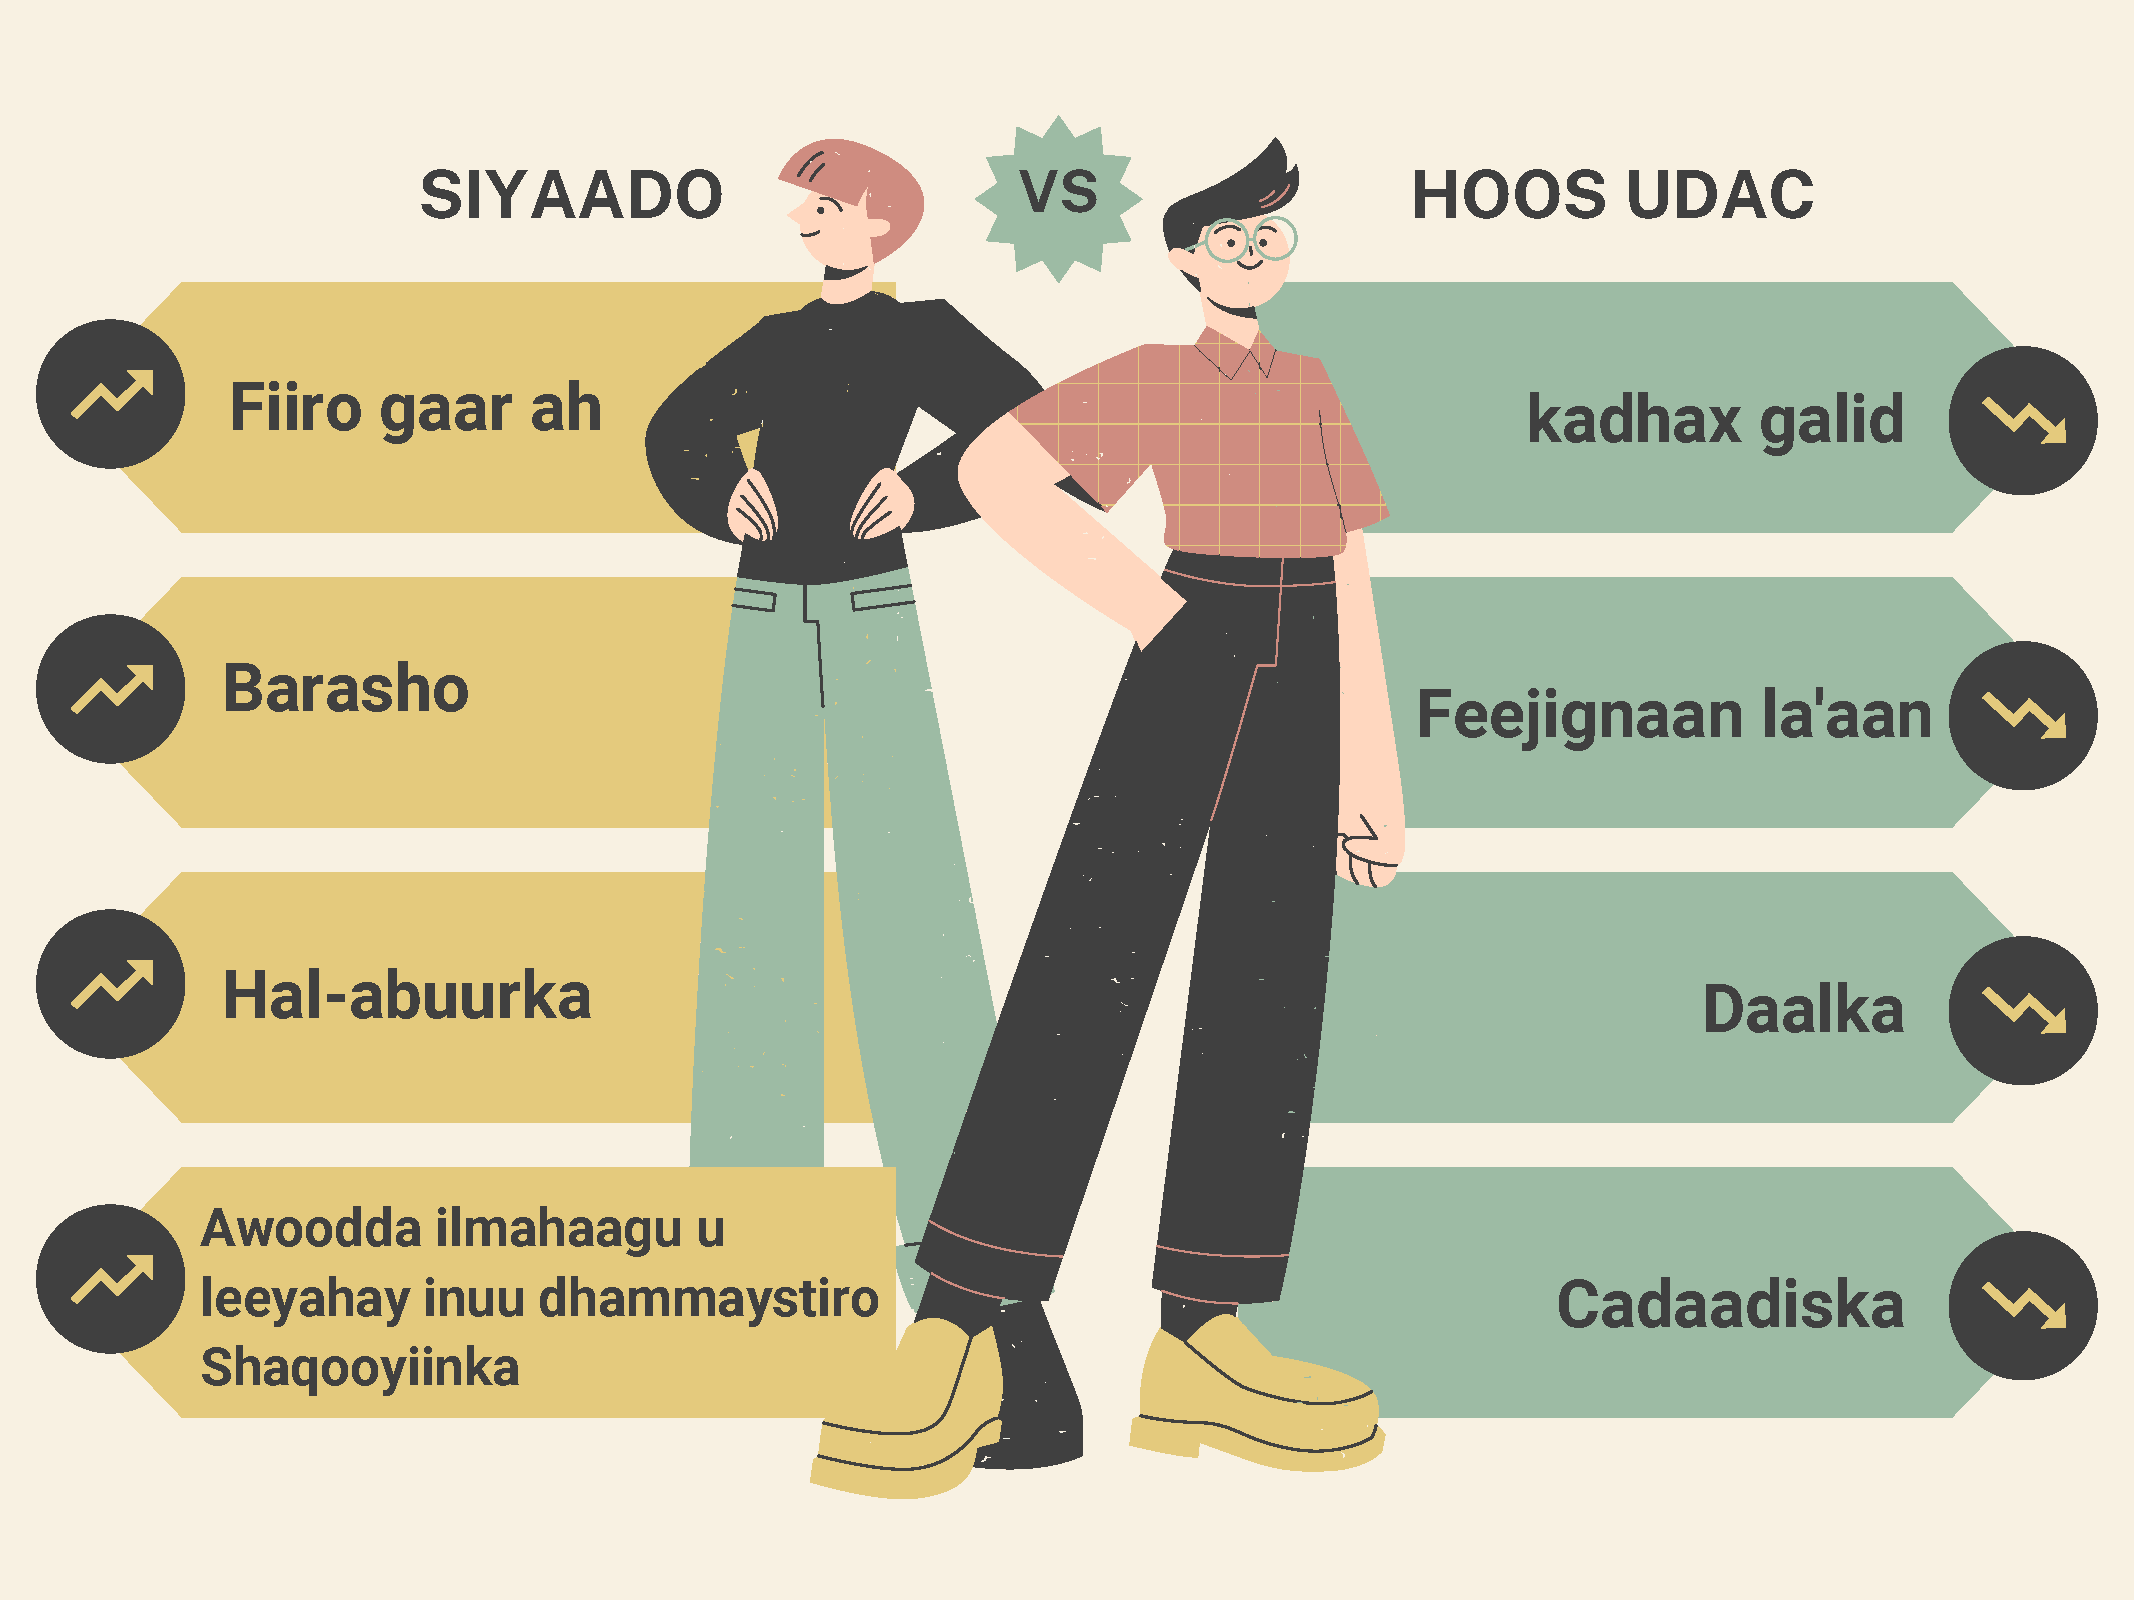 SIYAADO
VS
HOOS UDAC
Fiiro gaar ah
Barasho
Hal-abuurka
Awoodda ilmahaagu u
leeyahay inuu dhammaystiro
Shaqooyiinka
kadhax galid
Feejignaan la'aan
Daalka
Cadaadiska